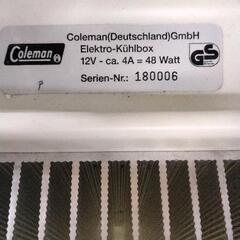 Coleman
Coleman(Deutschland)GmbH
Elektro-Kühlbox
12V - ca. 4A = 48 Watt
Serien-Nr.: 180006
GS